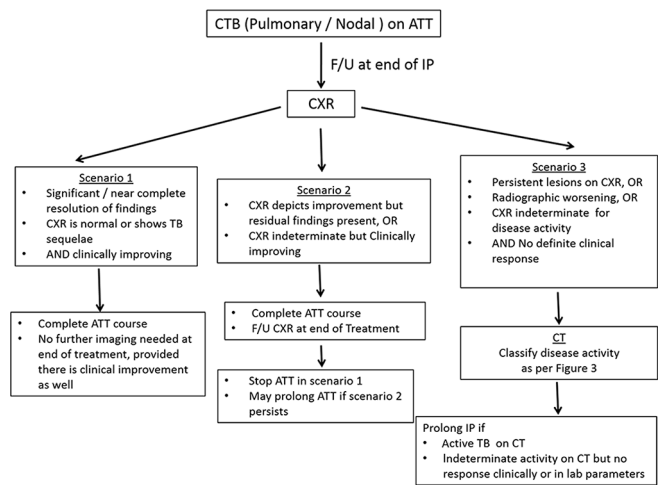 CTB (Pulmonary / Nodal ) on ATT
F/U at end of IP
CXR
Scenario 1
• Significant / near complete
resolution of findings
• CXR is normal or shows TB
sequelae
• AND clinically improving
Scenario 2
• CXR depicts improvement but
residual findings present, OR
• CXR indeterminate but Clinically
improving
Scenario 3
• Persistent lesions on CXR, OR
• Radiographic worsening, OR
• CXR indeterminate for
disease activity
• AND No definite clinical
response
• Complete ATT course
• No further imaging needed at
end of treatment, provided
there is clinical improvement
as well
• Complete ATT course
• F/U CXR at end of Treatment
• Stop ATT in scenario 1
• May prolong ATT if scenario 2
persists
CT
Classify disease activity
as per Figure 3
Prolong IP if
• Active TB on CT
• Indeterminate activity on CT but no
response clinically or in lab parameters